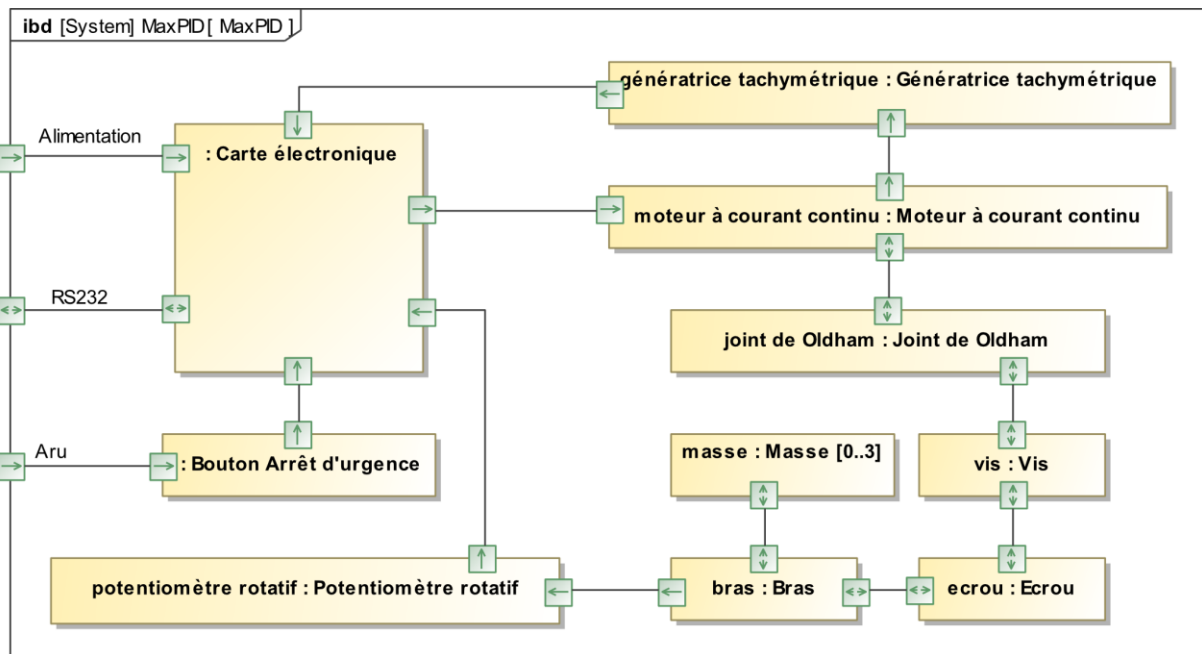 ibd [System] MaxPID[ MaxPID ]
génératrice tachymétrique : Génératrice tachymétrique
Alimentation
: Carte électronique
moteur à courant continu : Moteur à courant continu
RS232
joint de Oldham : Joint de Oldham
Aru
: Bouton Arrêt d'urgence
masse : Masse [0..3]
vis : Vis
potentiomètre rotatif : Potentiomètre rotatif
bras : Bras
ecrou : Ecrou